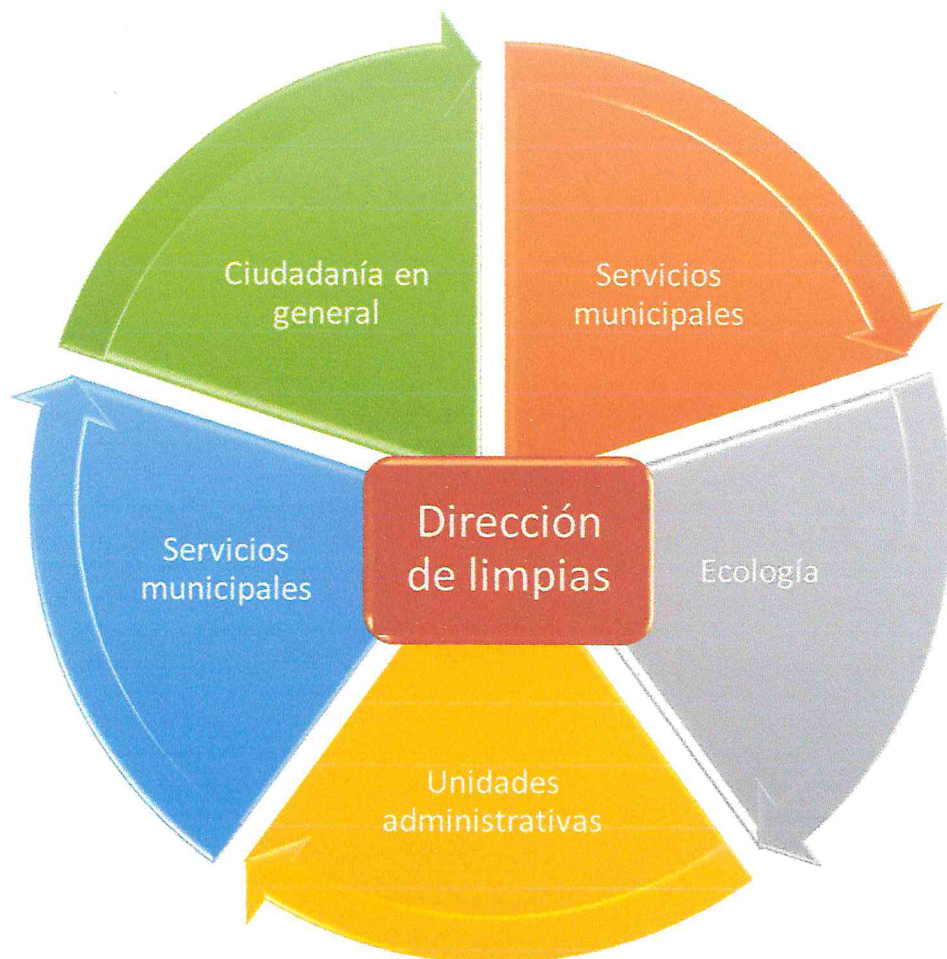 Ciudadanía en
general
Servicios
municipales
Servicios
municipales
Dirección
de limpias
Ecología
Unidades
administrativas